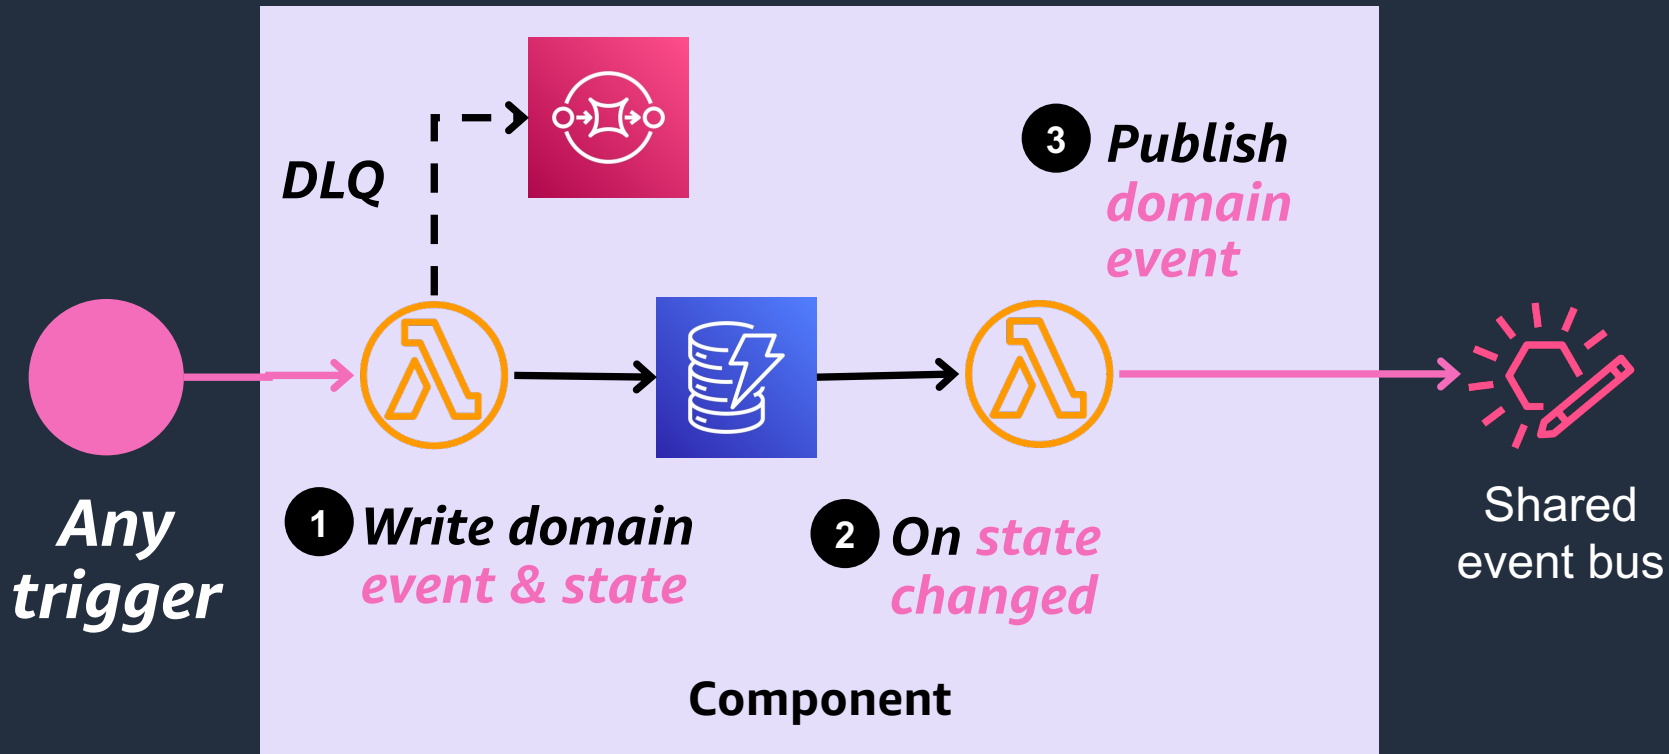 DLQ
3
Publish
domain
event
Any
trigger
1
Write domain
event & state
2
On state
changed
Shared
event bus
Component